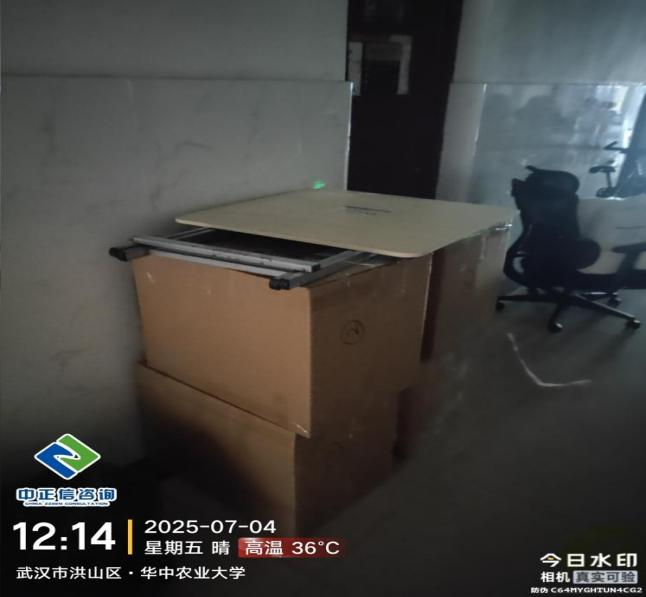 中正信咨询
CHINA ZZXEN CONSULTATION
12:14
2025-07-04
星期五 晴 高温 36°C
武汉市洪山区·华中农业大学
今日水印
相机 真实可验
防伪 C64MYGHTUN4CG2